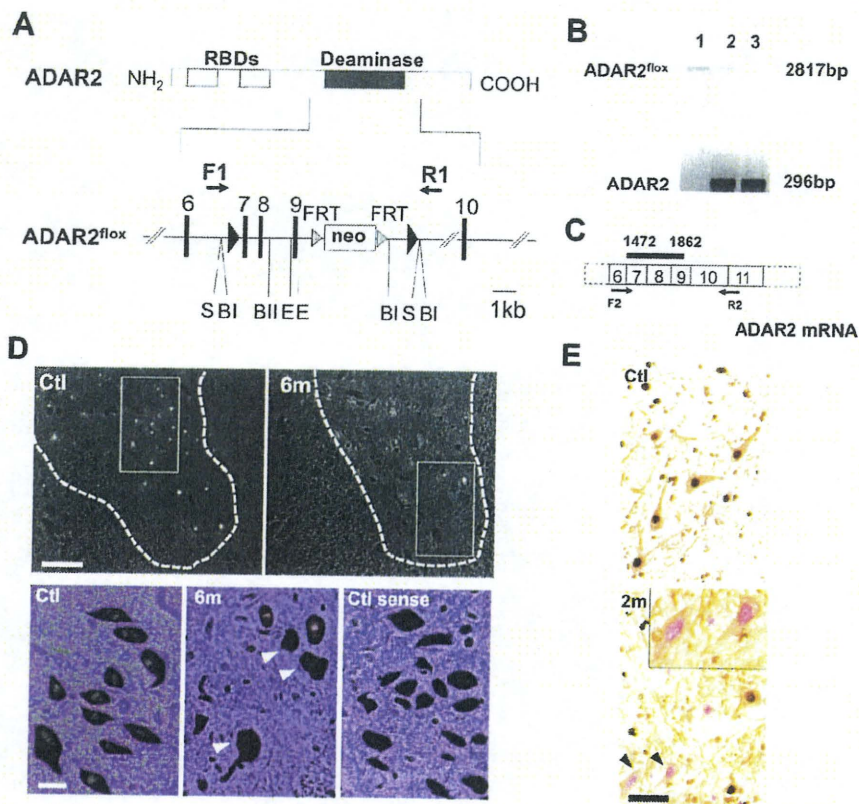 A
ADAR2 NH2 RBDs Deaminase COOH
F1 R1
6 7 8 9 10
FRT FRT
ADAR2flox neo
S BI BII EE BI S BI
1kb
B
1 2 3
ADAR2flox 2817bp
ADAR2 296bp
C
1472 1862
6 7 8 9 10 11
F2 R2
ADAR2 mRNA
D
Ctl 6m
Ctl 6m Ctl sense
E
Ctl
2m